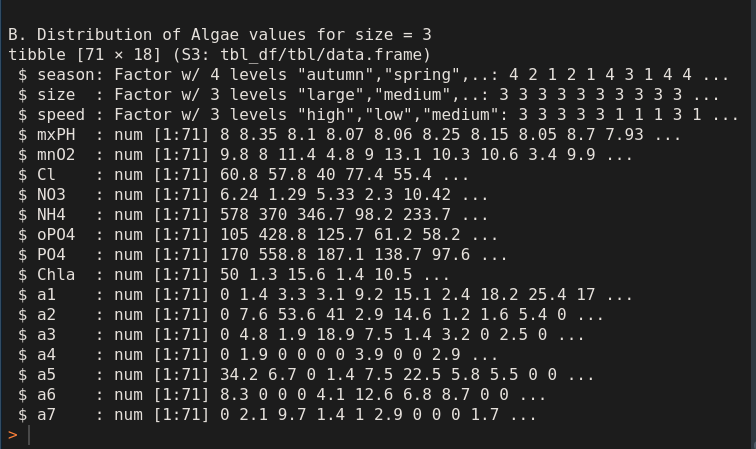 B. Distribution of Algae values for size = 3
tibble [71 × 18] (S3: tbl_df/tbl/data.frame)
 $ season: Factor w/ 4 levels "autumn","spring",..: 4 2 1 2 1 4 3 1 4 4 ...
 $ size  : Factor w/ 3 levels "large","medium",..: 3 3 3 3 3 3 3 3 3 3 ...
 $ speed : Factor w/ 3 levels "high","low","medium": 3 3 3 3 3 1 1 1 3 1 ...
 $ mxPH  : num [1:71] 8 8.35 8.1 8.07 8.06 8.25 8.15 8.05 8.7 7.93 ...
 $ mnO2  : num [1:71] 9.8 8 11.4 4.8 9 13.1 10.3 10.6 3.4 9.9 ...
 $ Cl    : num [1:71] 60.8 57.8 40 77.4 55.4 ...
 $ NO3   : num [1:71] 6.24 1.29 5.33 2.3 10.42 ...
 $ NH4   : num [1:71] 578 370 346.7 98.2 233.7 ...
 $ oPO4  : num [1:71] 105 428.8 125.7 61.2 58.2 ...
 $ PO4   : num [1:71] 170 558.8 187.1 138.7 97.6 ...
 $ Chla  : num [1:71] 50 1.3 15.6 1.4 10.5 ...
 $ a1    : num [1:71] 0 1.4 3.3 3.1 9.2 15.1 2.4 18.2 25.4 17 ...
 $ a2    : num [1:71] 0 7.6 53.6 41 2.9 14.6 1.2 1.6 5.4 0 ...
 $ a3    : num [1:71] 0 4.8 1.9 18.9 7.5 1.4 3.2 0 2.5 0 ...
 $ a4    : num [1:71] 0 1.9 0 0 0 0 3.9 0 0 2.9 ...
 $ a5    : num [1:71] 34.2 6.7 0 1.4 7.5 22.5 5.8 5.5 0 0 ...
 $ a6    : num [1:71] 8.3 0 0 0 4.1 12.6 6.8 8.7 0 0 ...
 $ a7    : num [1:71] 0 2.1 9.7 1.4 1 2.9 0 0 0 1.7 ...
>